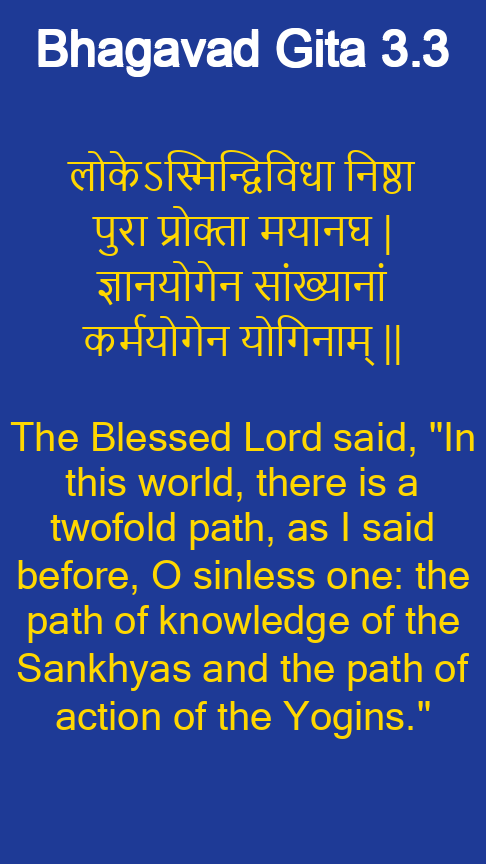 Bhagavad Gita 3.3
लोकेऽस्मिन्द्विविधा निष्ठा
पुरा प्रोक्ता मयानघ |
ज्ञानयोगेन सांख्यानां
कर्मयोगेन योगिनाम् ||
The Blessed Lord said, "In
this world, there is a
twofold path, as I said
before, O sinless one: the
path of knowledge of the
Sankhyas and the path of
action of the Yogins."